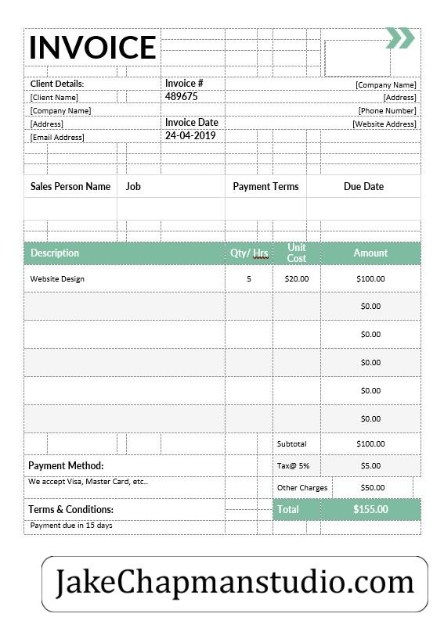 INVOICE
Client Details:
Invoice #
[Company Name]
[Client Name]
489675
[Address]
[Company Name]
[Phone Number]
[Address]
Invoice Date
[Website Address]
[Email Address]
24-04-2019
Sales Person Name Job Payment Terms Due Date
Description Qty/ Hrs Unit Cost Amount
Website Design 5 $20.00 $100.00
$0.00
$0.00
$0.00
$0.00
$0.00
Subtotal $100.00
Payment Method: Tax@ 5% $5.00
We accept Visa, Master Card, etc..
Other Charges $50.00
Terms & Conditions: Total $155.00
Payment due in 15 days
JakeChapmanstudio.com